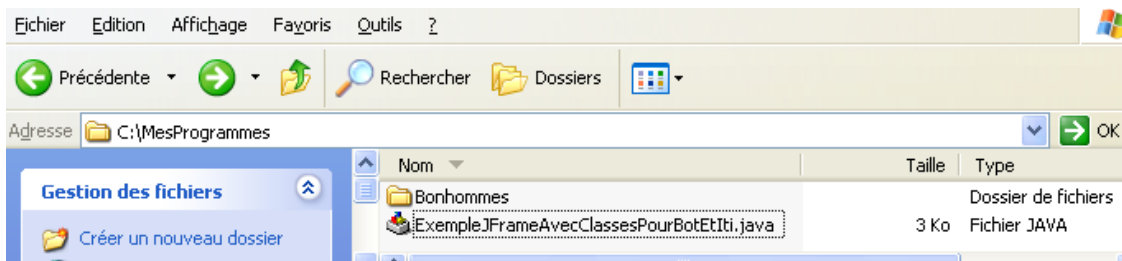 Fichier Edition Affichage Favoris Outils ?
Précédente Rechercher Dossiers
Adresse C:\MesProgrammes OK
Nom Taille Type
Gestion des fichiers
Bonhommes Dossier de fichiers
ExempleJFrameAvecClassesPourBotEtIti.java 3 Ko Fichier JAVA
Créer un nouveau dossier